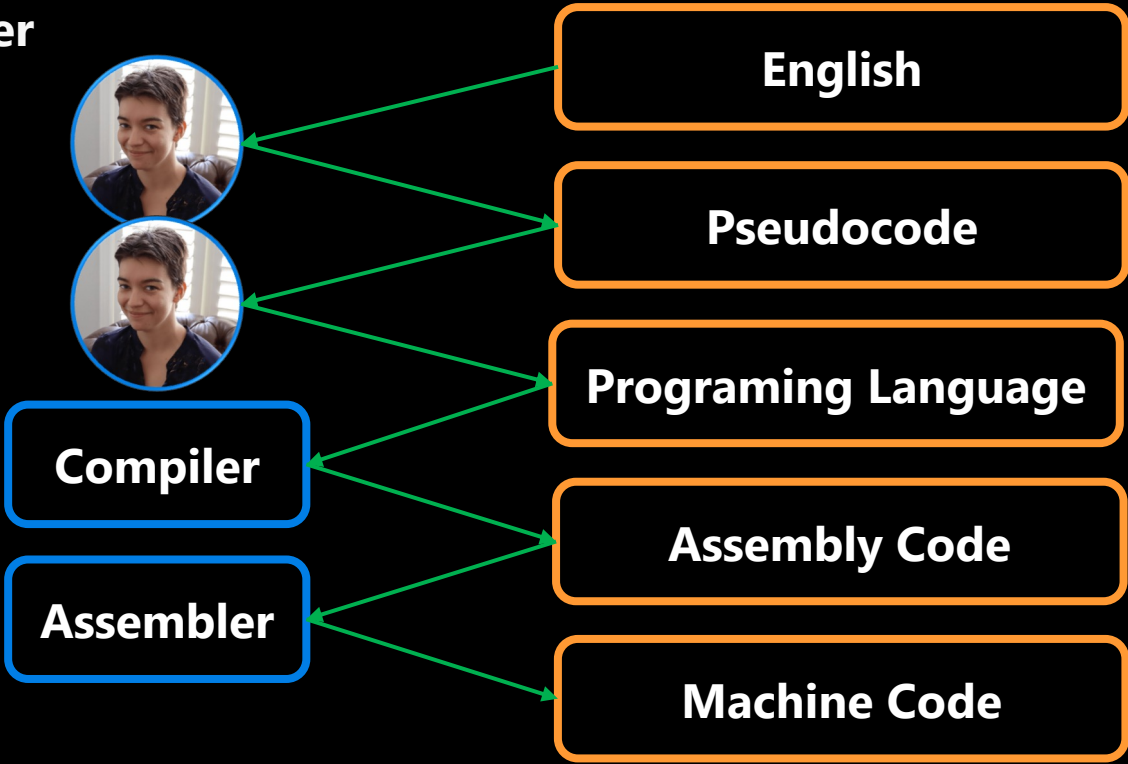 er
English
Pseudocode
Programing Language
Compiler
Assembly Code
Assembler
Machine Code